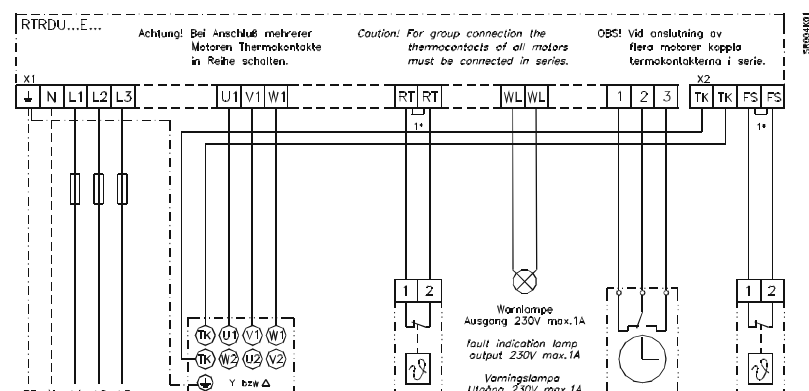 RTRDU...E...
Achtung! Bei Anschluß mehrerer
Motoren Thermokontakte
in Reihe schalten.
Caution! For group connection the
thermocontacts of all motors
must be connected in series.
OBS! Vid anslutning av
flera motorer koppla
termokontakterna i serie.
X1
X2
N L1 L2 L3 U1 V1 W1 RT RT WL WL 1 2 3 TK TK FS FS
1*
1*
1 2
1 2
Warnlampe
Ausgang 230V max.1A
fault indication lamp
output 230V max.1A
Varningslampa
Utgång 230V max.1A
TK U1 V1 W1
TK W2 U2 V2
Y bzw Δ
ϑ
ϑ